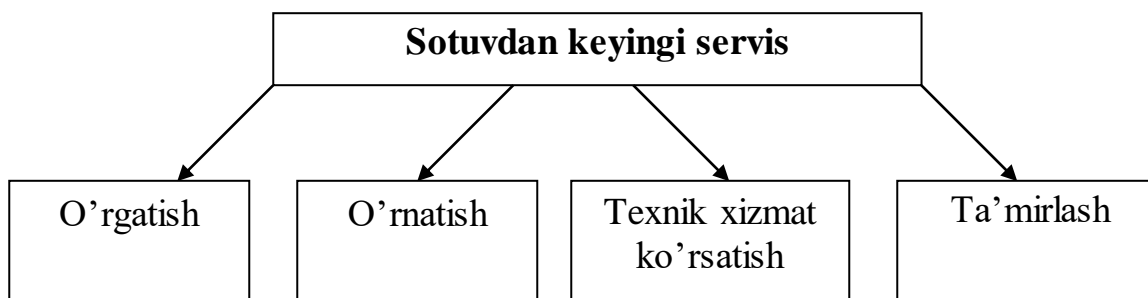 Sotuvdan keyingi servis
O’rgatish
O’rnatish
Texnik xizmat
ko’rsatish
Ta’mirlash